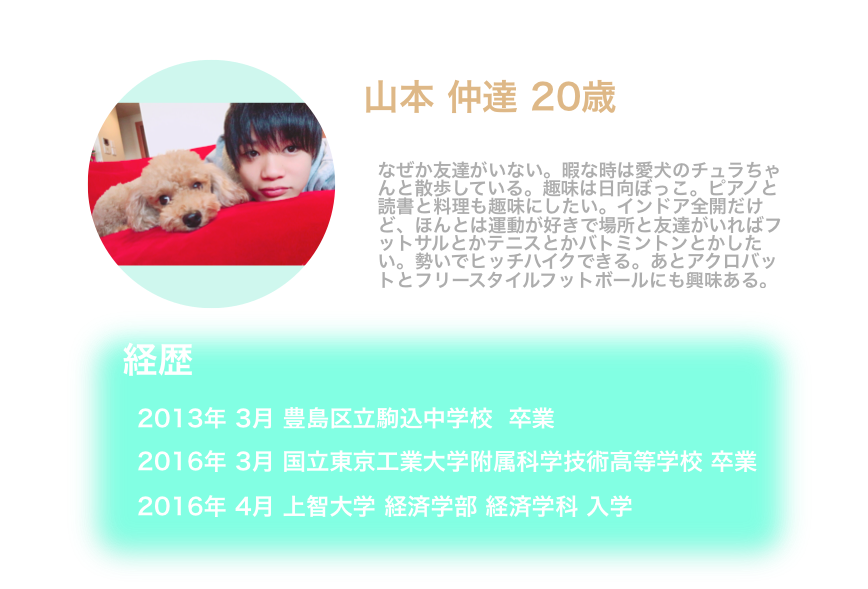 山本 仲達 20歳
なぜか友達がいない。暇な時は愛犬のチュラちゃ
んと散歩している。趣味は日向ぼっこ。ピアノと
読書と料理も趣味にしたい。インドア全開だけ
ど、ほんとは運動が好きで場所と友達がいればフ
ットサルとかテニスとかバトミントンとかした
い。勢いでヒッチハイクできる。あとアクロバッ
トとフリースタイルフットボールにも興味ある。
経歴
2013年 3月 豊島区立駒込中学校 卒業
2016年 3月 国立東京工業大学附属科学技術高等学校 卒業
2016年 4月 上智大学 経済学部 経済学科 入学